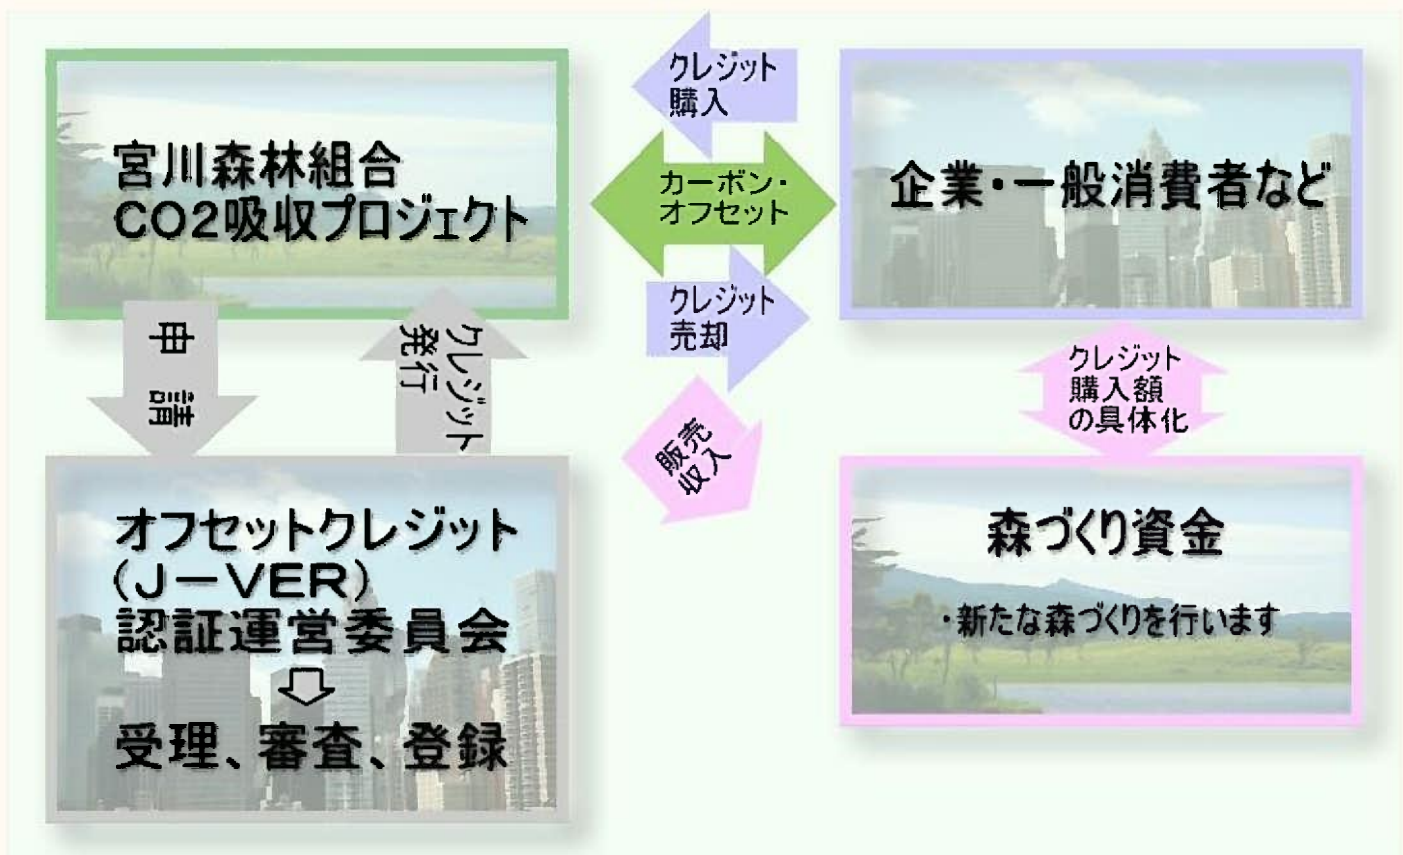 宮川森林組合
CO2吸収プロジェクト
クレジット
購入
カーボン・
オフセット
クレジット
売却
企業・一般消費者など
申請
クレジット
発行
販売
収入
クレジット
購入額
の具体化
オフセットクレジット
(J－VER)
認証運営委員会
受理、審査、登録
森づくり資金
・新たな森づくりを行います